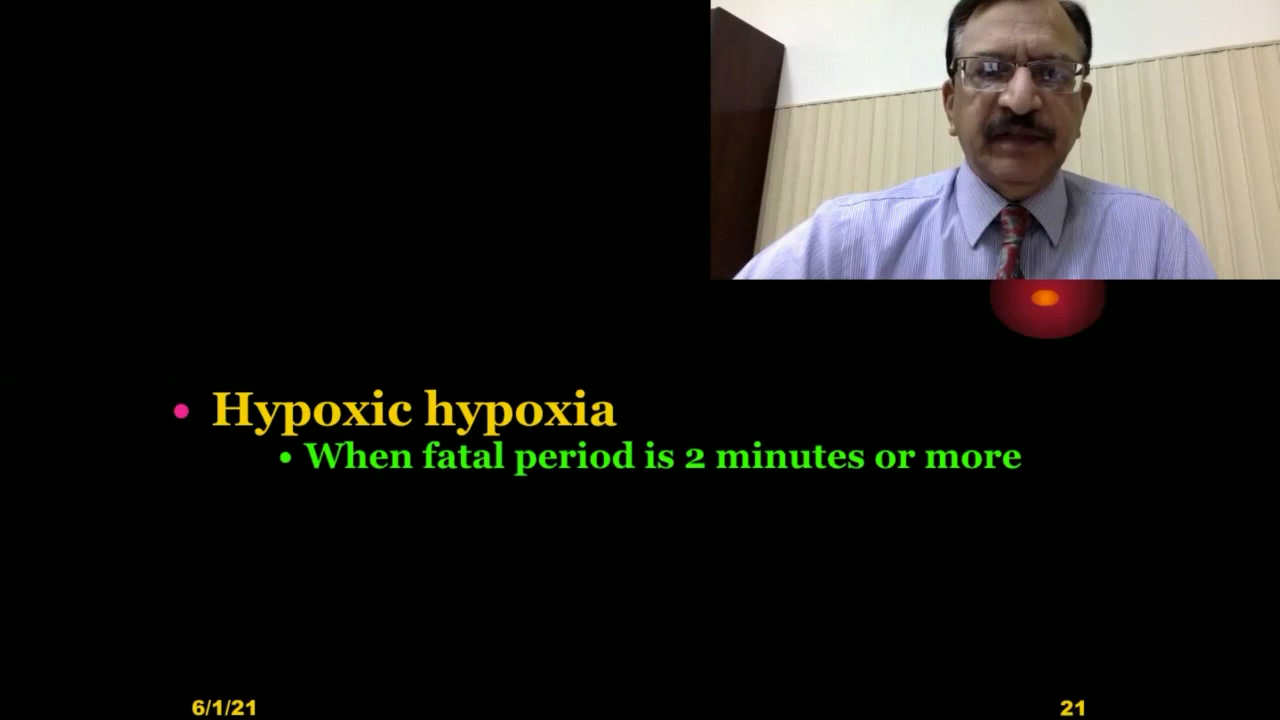 • Hypoxic hypoxia
• When fatal period is 2 minutes or more
6/1/21
21